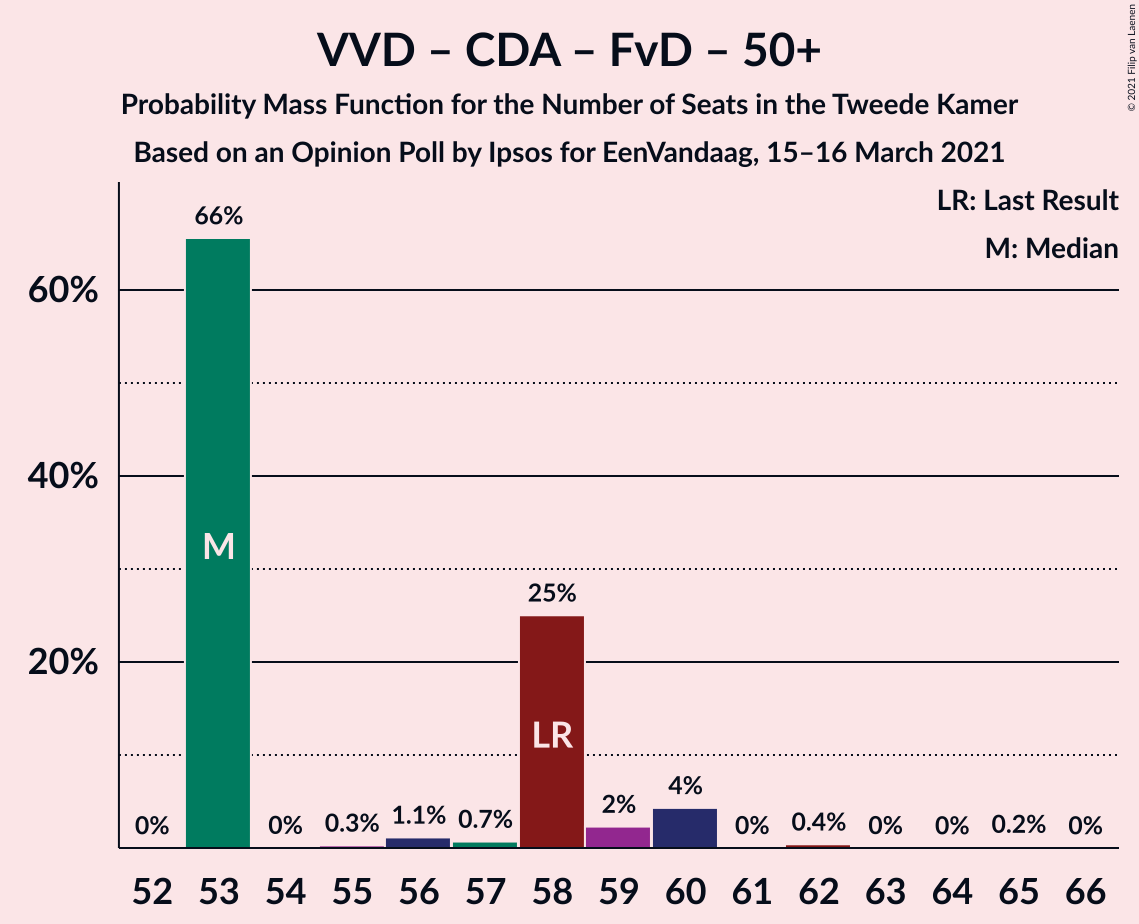 VVD – CDA – FvD – 50+
Probability Mass Function for the Number of Seats in the Tweede Kamer
Based on an Opinion Poll by Ipsos for EenVandaag, 15–16 March 2021
© 2021 Filip van Laenen
LR: Last Result
M: Median
66%
60%
40%
20%
M
25%
LR
0%
0%
0.3%
1.1%
0.7%
2%
4%
0%
0.4%
0%
0%
0.2%
0%
52 53 54 55 56 57 58 59 60 61 62 63 64 65 66